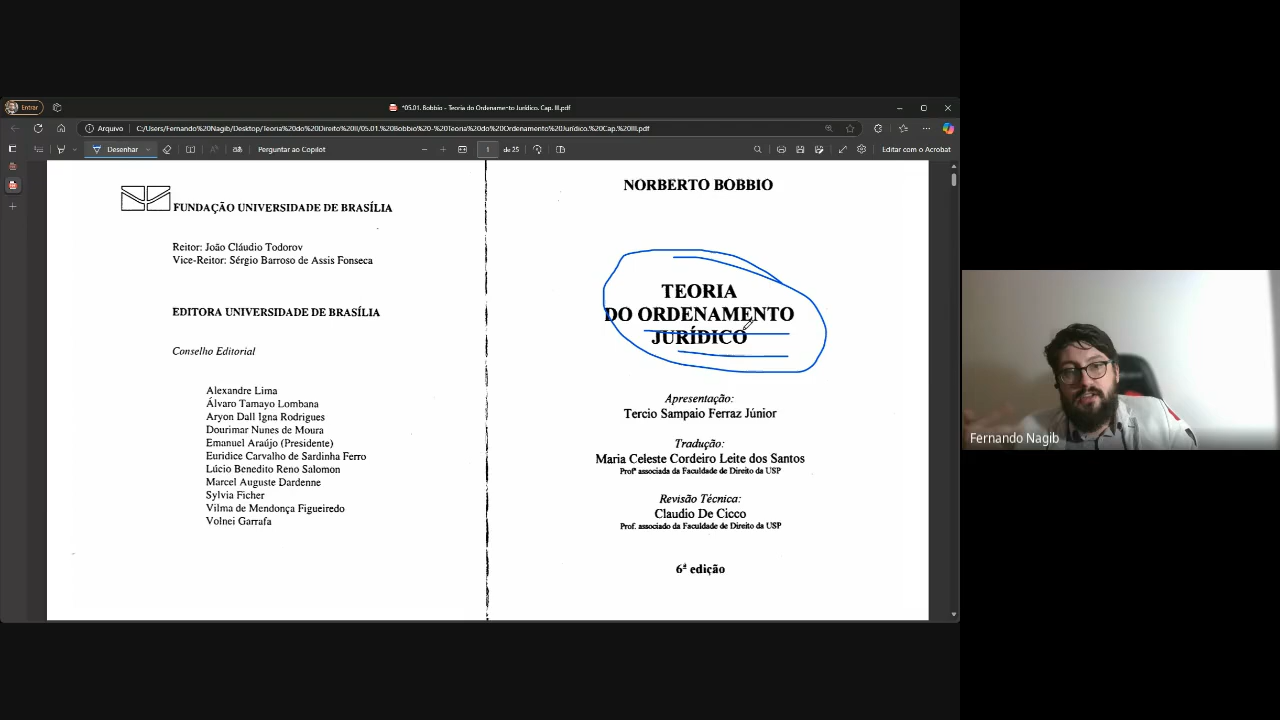 Entrar
*05.01. Bobbio - Teoria do Ordenamento Jurídico. Cap. III.pdf
Arquivo
C:/Users/Fernando%20Nagib/Desktop/Teoria%20do%20Direito%20II/05.01.%20Bobbio%20-%20Teoria%20do%20Ordenamento%20Jurídico.%20Cap.%20III.pdf
Desenhar
Perguntar ao Copilot
1
de 25
Editar com o Acrobat
FUNDAÇÃO UNIVERSIDADE DE BRASÍLIA
Reitor: João Cláudio Todorov
Vice-Reitor: Sérgio Barroso de Assis Fonseca
EDITORA UNIVERSIDADE DE BRASÍLIA
Conselho Editorial
Alexandre Lima
Álvaro Tamayo Lombana
Aryon Dall Igna Rodrigues
Dourimar Nunes de Moura
Emanuel Araújo (Presidente)
Euridice Carvalho de Sardinha Ferro
Lúcio Benedito Reno Salomon
Marcel Auguste Dardenne
Sylvia Ficher
Vilma de Mendonça Figueiredo
Volnei Garrafa
NORBERTO BOBBIO
TEORIA
DO ORDENAMENTO
JURÍDICO
Apresentação:
Tercio Sampaio Ferraz Júnior
Tradução:
Maria Celeste Cordeiro Leite dos Santos
Profª associada da Faculdade de Direito da USP
Revisão Técnica:
Claudio De Cicco
Prof. associado da Faculdade de Direito da USP
6ª edição
Fernando Nagib